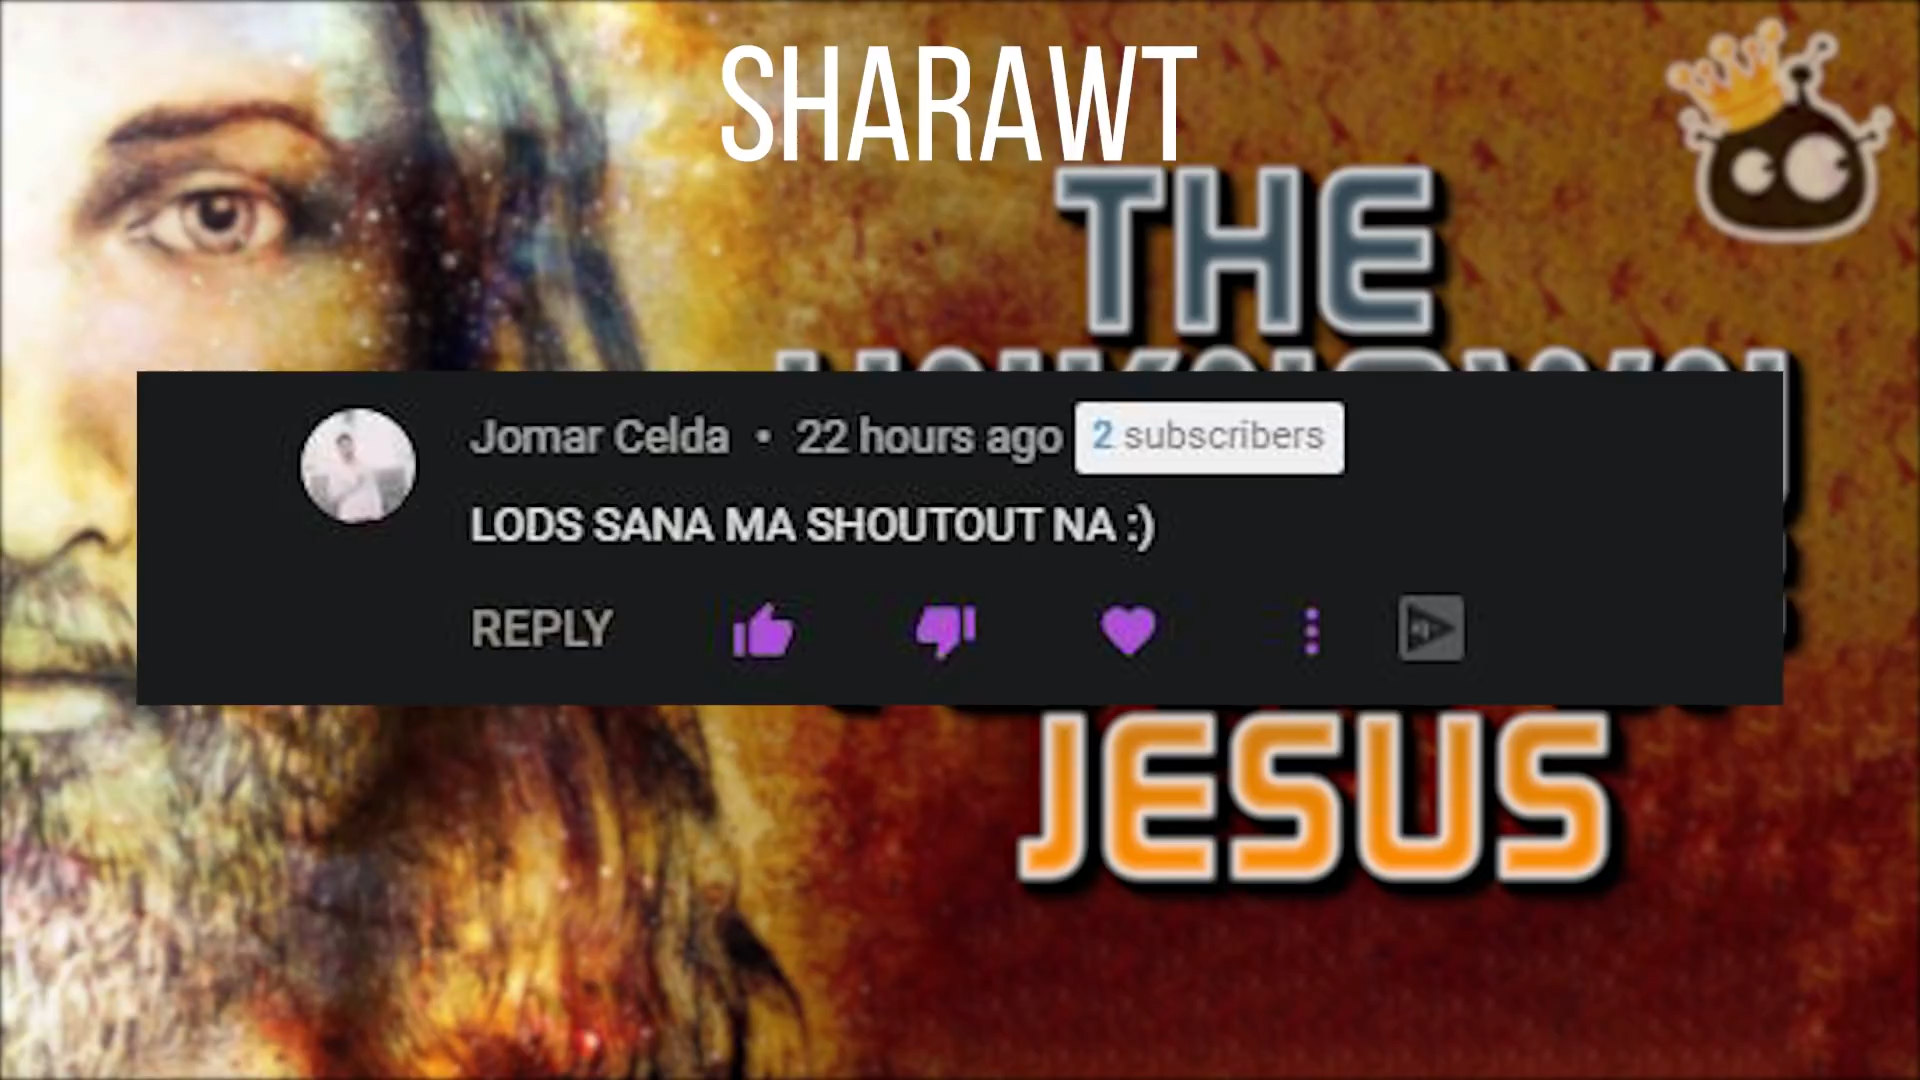 SHARAWT
THE
Jomar Celda • 22 hours ago 2 subscribers
LODS SANA MA SHOUTOUT NA :)
REPLY
JESUS